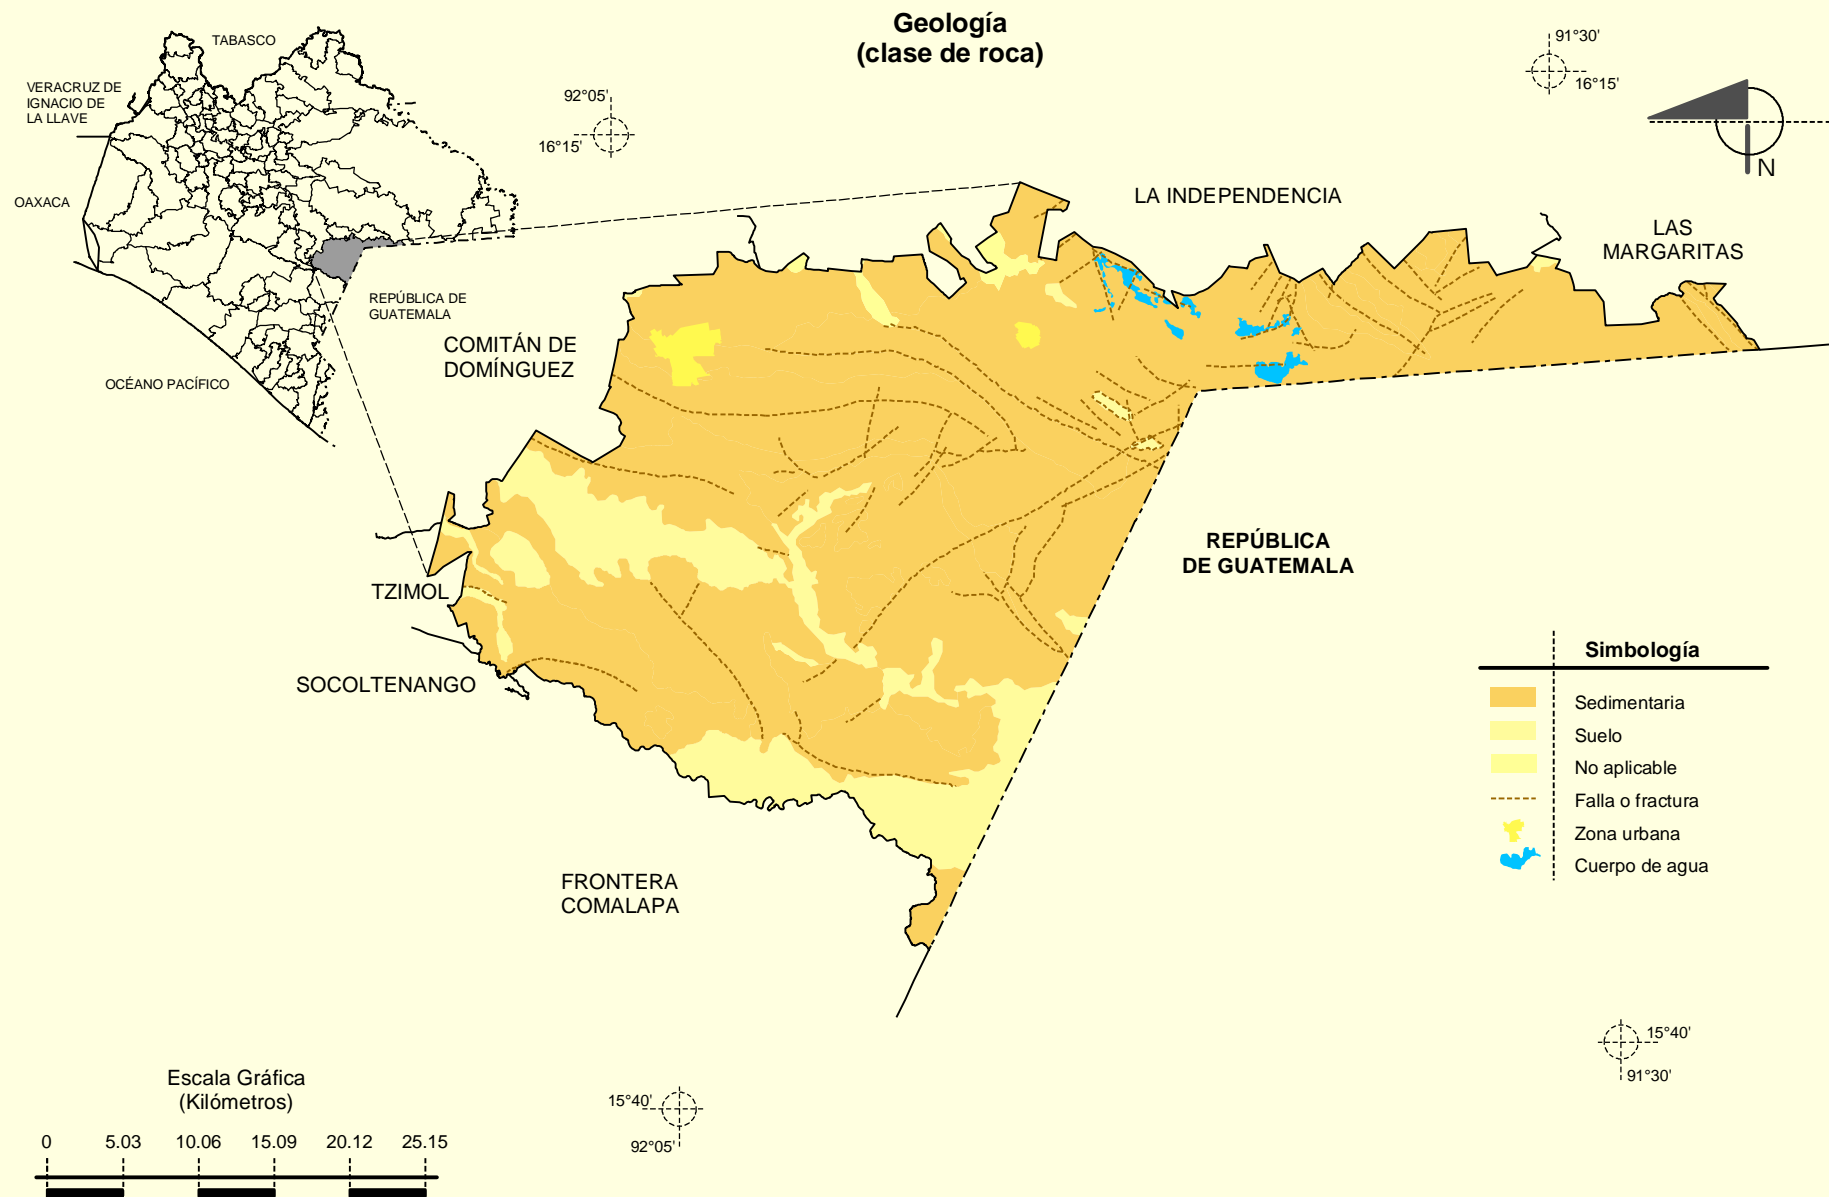 Geología
(clase de roca)
TABASCO
VERACRUZ DE
IGNACIO DE
LA LLAVE
OAXACA
REPÚBLICA DE
GUATEMALA
OCÉANO PACÍFICO
92°05'
16°15'
91°30'
16°15'
N
LA INDEPENDENCIA
LAS
MARGARITAS
COMITÁN DE
DOMÍNGUEZ
TZIMOL
SOCOLTENANGO
FRONTERA
COMALAPA
REPÚBLICA
DE GUATEMALA
Simbología
Sedimentaria
Suelo
No aplicable
Falla o fractura
Zona urbana
Cuerpo de agua
15°40'
91°30'
15°40'
92°05'
Escala Gráfica
(Kilómetros)
0 5.03 10.06 15.09 20.12 25.15